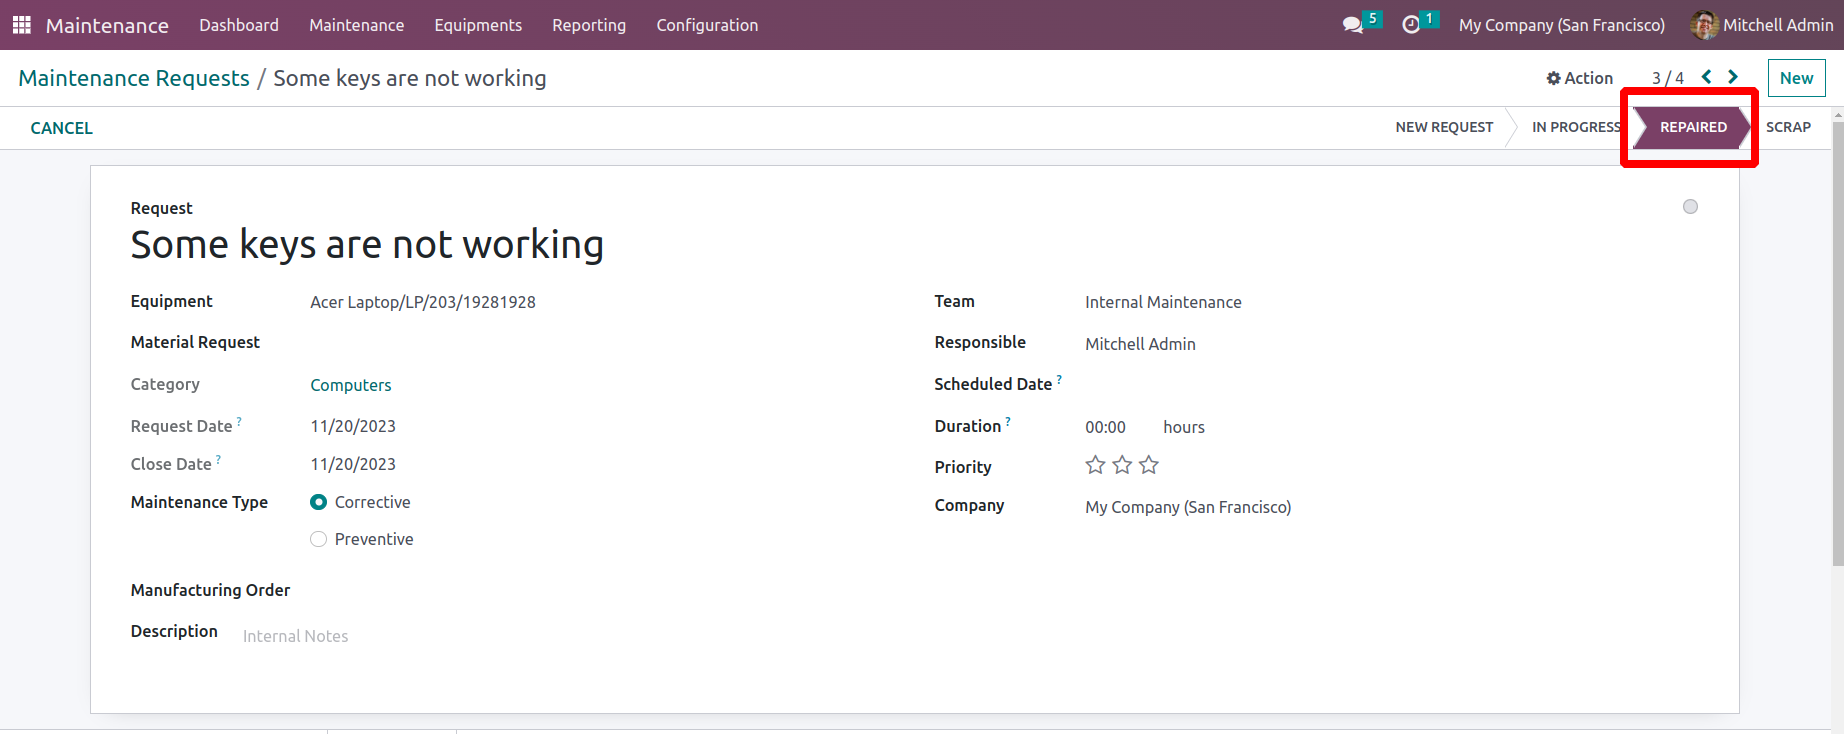 Maintenance Dashboard Maintenance Equipments Reporting Configuration 5 1 My Company (San Francisco) Mitchell Admin
Maintenance Requests / Some keys are not working Action 3 / 4 New
CANCEL NEW REQUEST IN PROGRESS REPAIRED SCRAP
Request
Some keys are not working
Equipment Acer Laptop/LP/203/19281928 Team Internal Maintenance
Material Request Responsible Mitchell Admin
Category Computers Scheduled Date ?
Request Date ? 11/20/2023 Duration ? 00:00 hours
Close Date ? 11/20/2023 Priority
Maintenance Type Corrective Company My Company (San Francisco)
Preventive
Manufacturing Order
Description Internal Notes